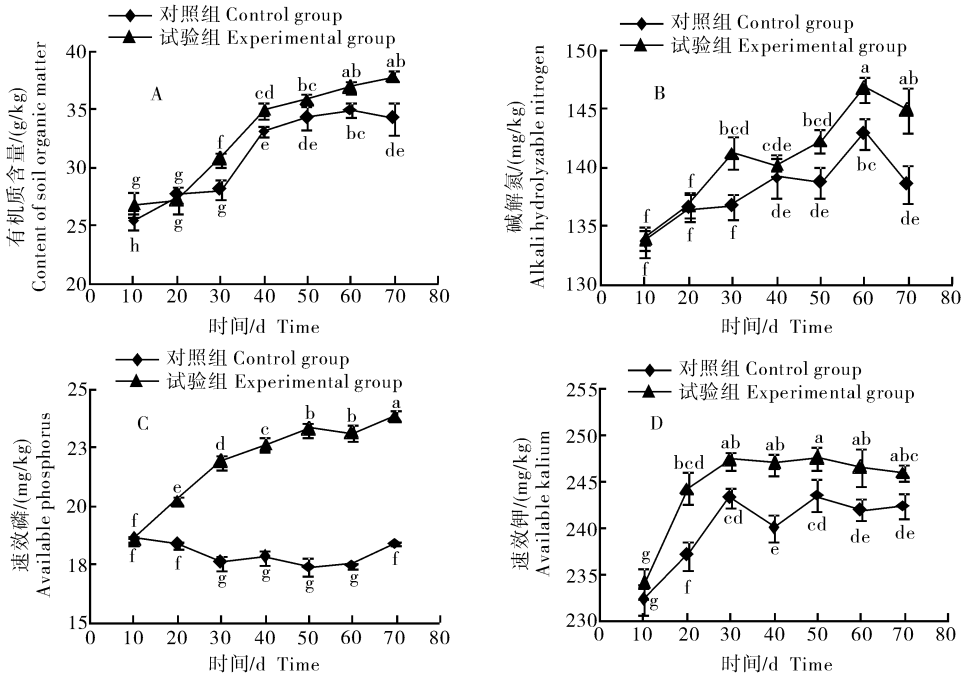 对照组 Control group
试验组 Experimental group
40
35
30
25
20
有机质含量/(g/kg)
Content of soil organic matter
A
g
g
f
cd
bc
ab
ab
h
g
g
e
de
bc
de
0
10
20
30
40
50
60
70
80
时间/d Time
对照组 Control group
试验组 Experimental group
150
145
140
135
130
碱解氮/(mg/kg)
Alkali hydrolyzable nitrogen
B
f
f
bcd
cde
bcd
a
ab
f
f
f
de
de
bc
de
0
10
20
30
40
50
60
70
80
时间/d Time
对照组 Control group
试验组 Experimental group
25
23
20
18
15
速效磷/(mg/kg)
Available phosphorus
C
f
e
d
c
b
b
a
f
f
g
g
g
g
f
0
10
20
30
40
50
60
70
80
时间/d Time
对照组 Control group
试验组 Experimental group
255
250
245
240
235
230
速效钾/(mg/kg)
Available kalium
D
g
bcd
ab
ab
a
ab
abc
g
f
cd
e
cd
de
de
0
10
20
30
40
50
60
70
80
时间/d Time